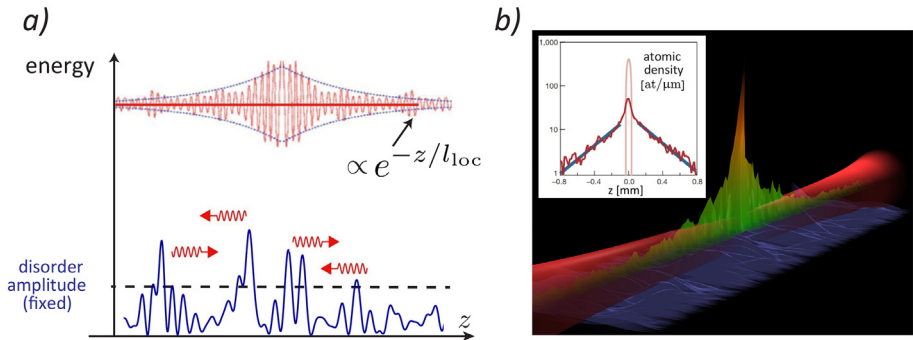 a)
energy
∝ e^{-z/l_loc}
disorder
amplitude
(fixed)
z
b)
1,000
100
10
1
atomic
density
[at/μm]
-0.8 -0.4 0.0 0.4 0.8
z [mm]